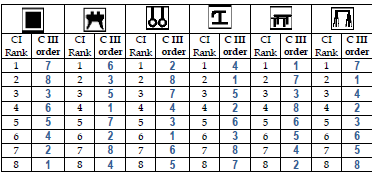 CI Rank C III order CI Rank C III order CI Rank C III order CI Rank C III order CI Rank C III order CI Rank C III order
1 7 1 6 1 2 1 4 1 1 1 7
2 8 2 3 2 8 2 1 2 7 2 1
3 3 3 5 3 7 3 5 3 3 3 4
4 6 4 1 4 4 4 2 4 8 4 2
5 5 5 7 5 3 5 6 5 6 5 3
6 4 6 2 6 1 6 3 6 5 6 6
7 2 7 8 7 6 7 8 7 4 7 5
8 1 8 4 8 5 8 7 8 2 8 8